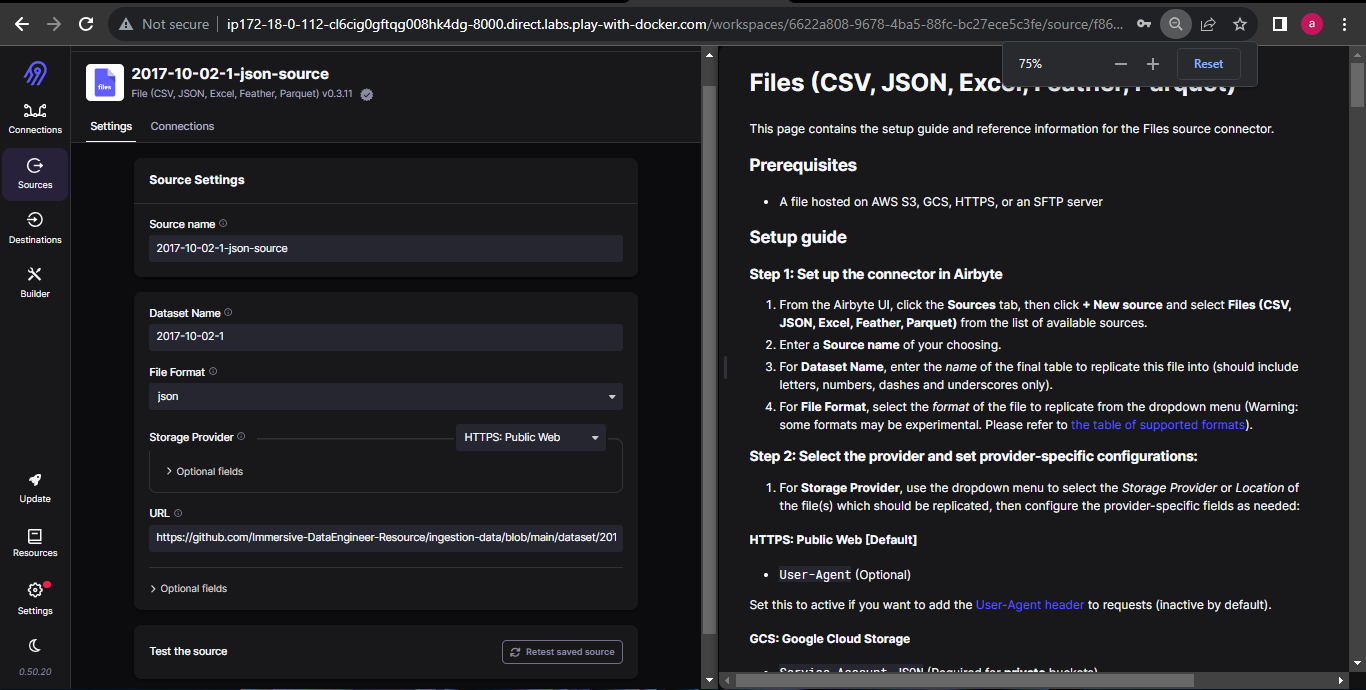 Not secure
ip172-18-0-112-cl6cig0gftqg008hk4dg-8000.direct.labs.play-with-docker.com/workspaces/6622a808-9678-4ba5-88fc-bc27ece5c3fe/source/f86...
a
75%
Reset
Connections
Sources
Destinations
Builder
Update
Resources
Settings
0.50.20
files
2017-10-02-1-json-source
File (CSV, JSON, Excel, Feather, Parquet) v0.3.11
Settings
Connections
Source Settings
Source name
2017-10-02-1-json-source
Dataset Name
2017-10-02-1
File Format
json
Storage Provider
HTTPS: Public Web
Optional fields
URL
https://github.com/Immersive-DataEngineer-Resource/ingestion-data/blob/main/dataset/201
Optional fields
Test the source
Retest saved source
Files (CSV, JSON, Excel, Feather, Parquet)
This page contains the setup guide and reference information for the Files source connector.
Prerequisites
• A file hosted on AWS S3, GCS, HTTPS, or an SFTP server
Setup guide
Step 1: Set up the connector in Airbyte
1. From the Airbyte UI, click the Sources tab, then click + New source and select Files (CSV,
JSON, Excel, Feather, Parquet) from the list of available sources.
2. Enter a Source name of your choosing.
3. For Dataset Name, enter the name of the final table to replicate this file into (should include
letters, numbers, dashes and underscores only).
4. For File Format, select the format of the file to replicate from the dropdown menu (Warning:
some formats may be experimental. Please refer to the table of supported formats).
Step 2: Select the provider and set provider-specific configurations:
1. For Storage Provider, use the dropdown menu to select the Storage Provider or Location of
the file(s) which should be replicated, then configure the provider-specific fields as needed:
HTTPS: Public Web [Default]
• User-Agent (Optional)
Set this to active if you want to add the User-Agent header to requests (inactive by default).
GCS: Google Cloud Storage
• Service Account JSON (Required for private buckets)